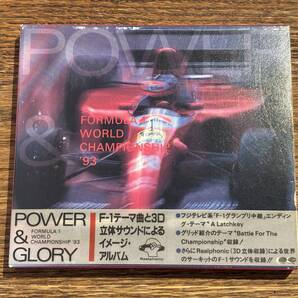 POWER
&
FORMULA 1
WORLD
CHAMPIONSHIP
'93
POWER
FORMULA 1
& WORLD
CHAMPIONSHIP '93
GLORY
F-1テーマ曲と3D
立体サウンドによる
イメージ・
アルバム
Realphonic
●フジテレビ系「F-1グランプリ中継」エンディン
グ・テーマ" A Latchkey"
●グリッド紹介のテーマ"Battle For The
Championship"収録!
●さらにRealphonic(3D立体収録)による世界
のサーキットのF-1サウンドを収録!!